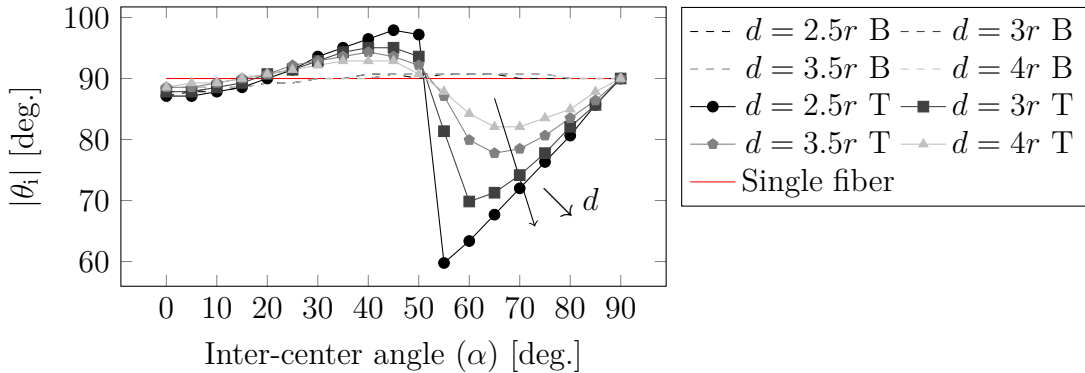 100
90
80
70
60
|θi| [deg.]
0 10 20 30 40 50 60 70 80 90
Inter-center angle (α) [deg.]
d
d = 2.5r B d = 3r B
d = 3.5r B d = 4r B
d = 2.5r T d = 3r T
d = 3.5r T d = 4r T
Single fiber